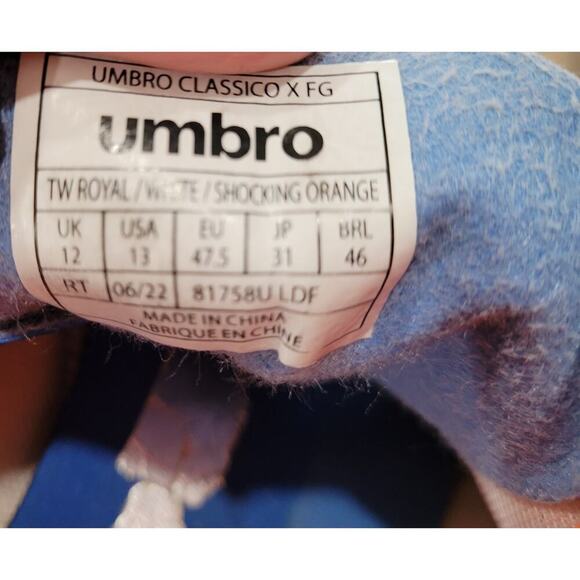 UMBRO CLASSICO X FG
umbro
TW ROYAL / WHITE / SHOCKING ORANGE
UK USA EU JP BRL
12 13 47.5 31 46
RT 06/22 81758U LDF
MADE IN CHINA
FABRIQUE EN CHINE